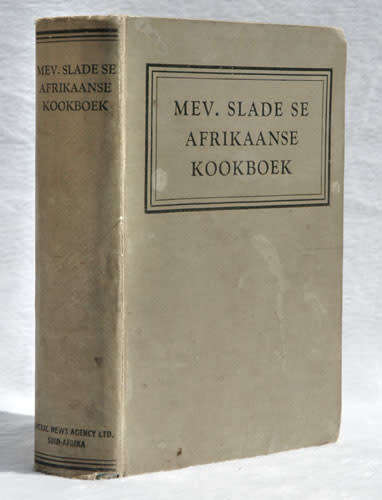 MEV. SLADE SE
AFRIKAANSE
KOOKBOEK
NEWS AGENCY LTD.
SUID-AFRIKA
MEV. SLADE SE
AFRIKAANSE
KOOKBOEK